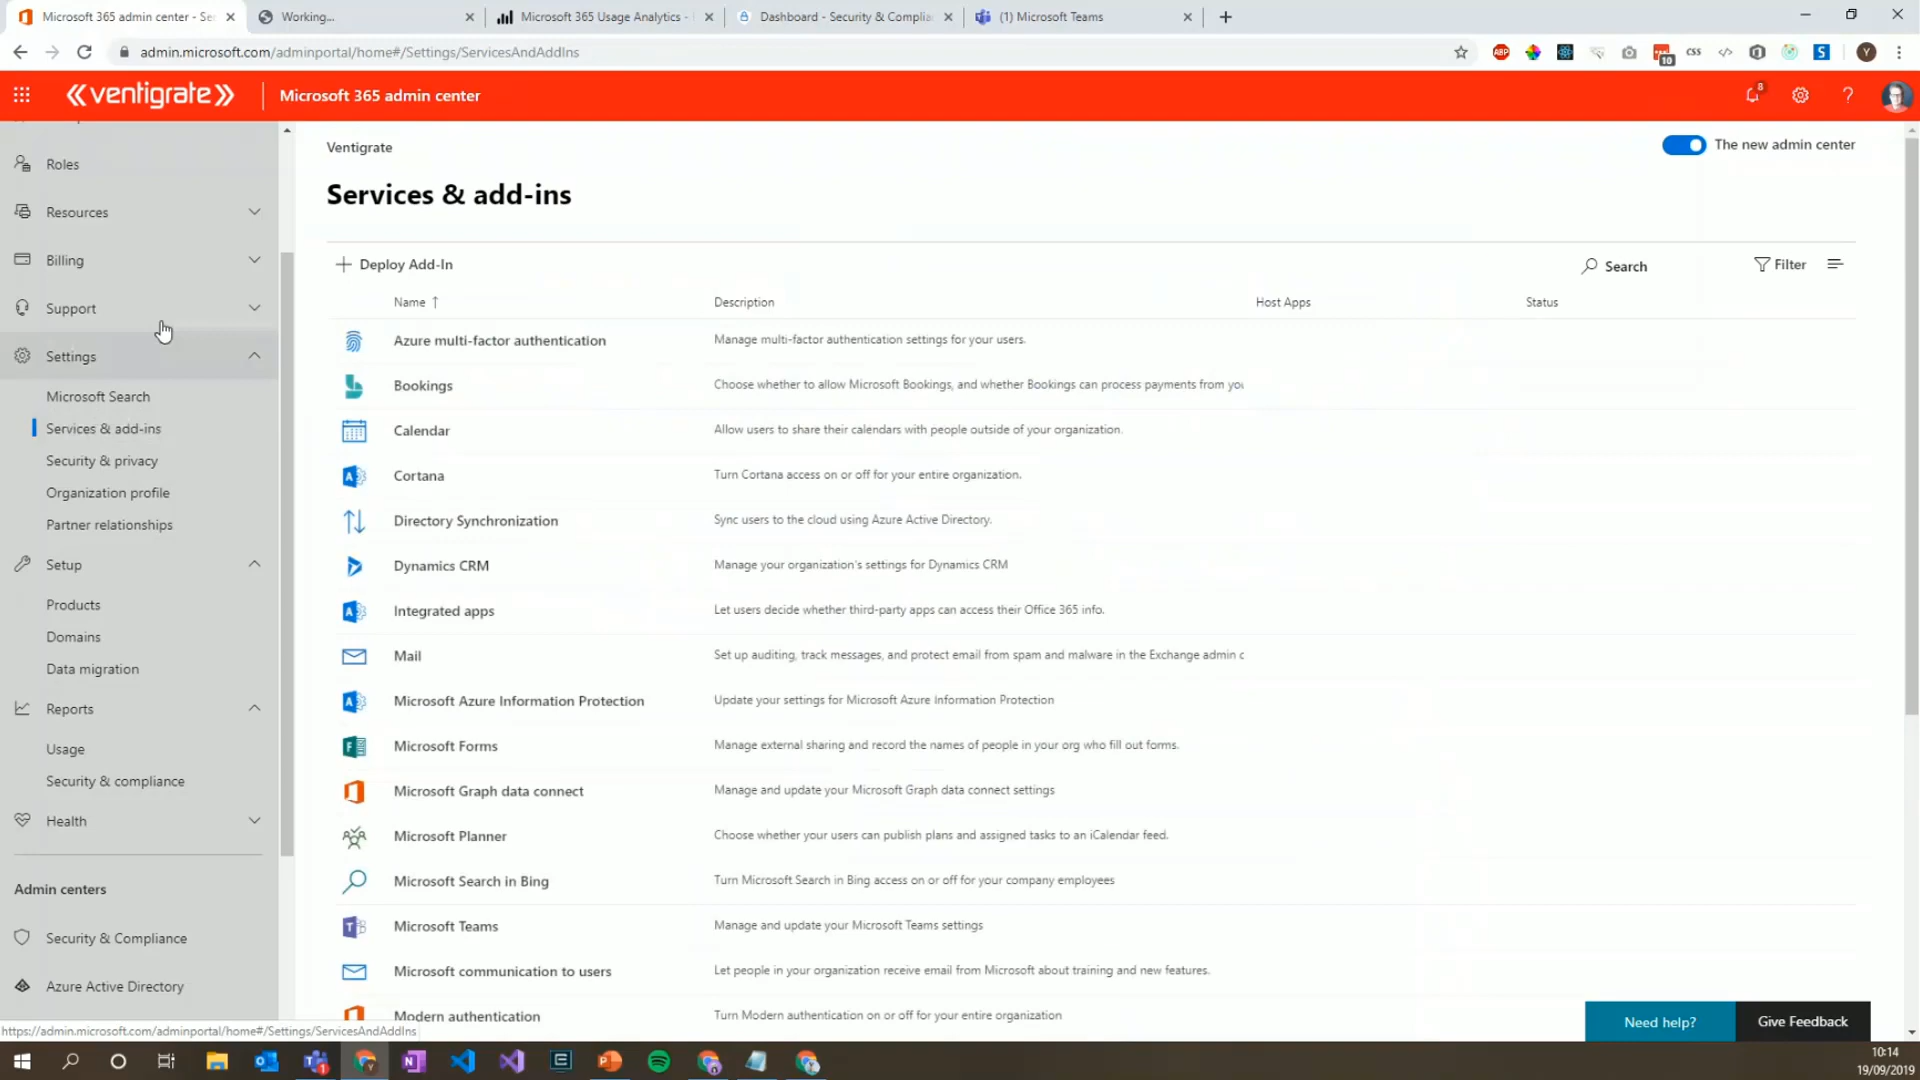 Microsoft 365 admin center - Se
Working...
Microsoft 365 Usage Analytics -
Dashboard - Security & Complia
(1) Microsoft Teams
admin.microsoft.com/adminportal/home#/Settings/ServicesAndAddIns
ABP
10
CSS
S
Y
«ventigrate»
Microsoft 365 admin center
8
?
Roles
Resources
Billing
Support
Settings
Microsoft Search
Services & add-ins
Security & privacy
Organization profile
Partner relationships
Setup
Products
Domains
Data migration
Reports
Usage
Security & compliance
Health
Admin centers
Security & Compliance
Azure Active Directory
https://admin.microsoft.com/adminportal/home#/Settings/ServicesAndAddIns
Ventigrate
The new admin center
Services & add-ins
Deploy Add-In
Search
Filter
Name ↑ Description Host Apps Status
Azure multi-factor authentication Manage multi-factor authentication settings for your users.
Bookings Choose whether to allow Microsoft Bookings, and whether Bookings can process payments from you
Calendar Allow users to share their calendars with people outside of your organization.
Cortana Turn Cortana access on or off for your entire organization.
Directory Synchronization Sync users to the cloud using Azure Active Directory.
Dynamics CRM Manage your organization's settings for Dynamics CRM
Integrated apps Let users decide whether third-party apps can access their Office 365 info.
Mail Set up auditing, track messages, and protect email from spam and malware in the Exchange admin c
Microsoft Azure Information Protection Update your settings for Microsoft Azure Information Protection
Microsoft Forms Manage external sharing and record the names of people in your org who fill out forms.
Microsoft Graph data connect Manage and update your Microsoft Graph data connect settings
Microsoft Planner Choose whether your users can publish plans and assigned tasks to an iCalendar feed.
Microsoft Search in Bing Turn Microsoft Search in Bing access on or off for your company employees
Microsoft Teams Manage and update your Microsoft Teams settings
Microsoft communication to users Let people in your organization receive email from Microsoft about training and new features.
Modern authentication Turn Modern authentication on or off for your entire organization
Need help?
Give Feedback
10:14
19/09/2019